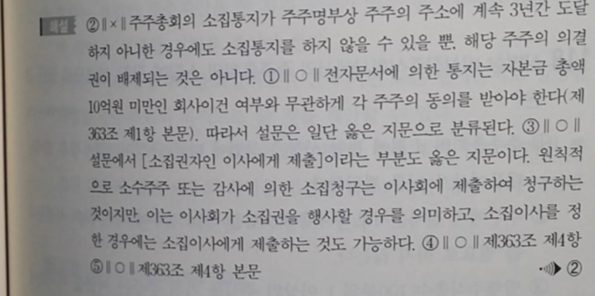 해설 ②‖×‖주주총회의 소집통지가 주주명부상 주주의 주소에 계속 3년간 도달
하지 아니한 경우에도 소집통지를 하지 않을 수 있을 뿐, 해당 주주의 의결
권이 배제되는 것은 아니다. ①‖○‖전자문서에 의한 통지는 자본금 총액
10억원 미만인 회사이건 여부와 무관하게 각 주주의 동의를 받아야 한다(제
363조 제1항 본문). 따라서 설문은 일단 옳은 지문으로 분류된다. ③‖○‖
설문에서 [소집권자인 이사에게 제출]이라는 부분도 옳은 지문이다. 원칙적
으로 소수주주 또는 감사에 의한 소집청구는 이사회에 제출하여 청구하는
것이지만, 이는 이사회가 소집권을 행사할 경우를 의미하고, 소집이사를 정
한 경우에는 소집이사에게 제출하는 것도 가능하다. ④‖○‖제363조 제4항
⑤‖○‖제363조 제4항 본문 ②